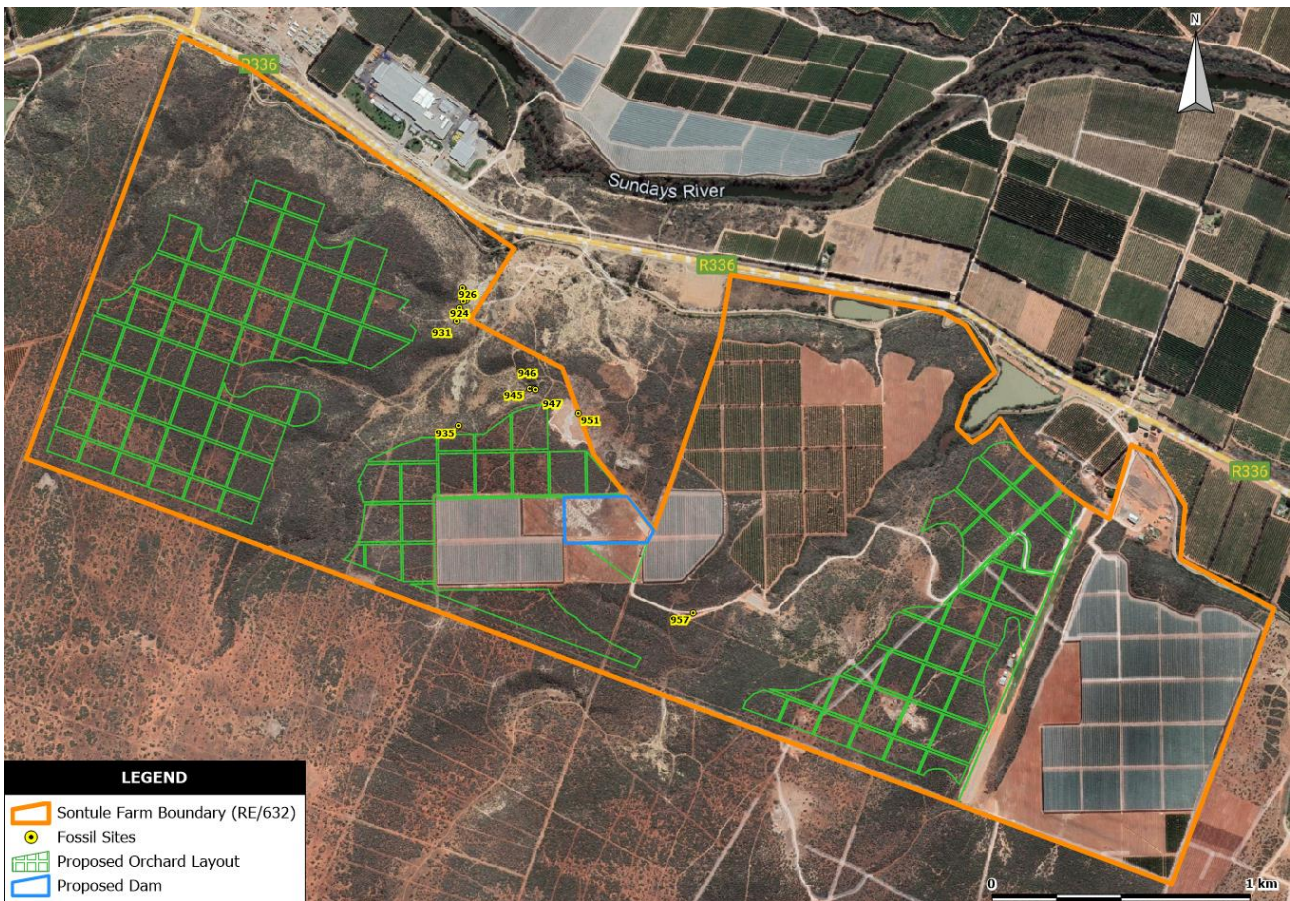 N
R336
Sundays River
R336
926
924
931
946
945
947
951
935
R336
957
LEGEND
Sontule Farm Boundary (RE/632)
Fossil Sites
Proposed Orchard Layout
Proposed Dam
0 1 km